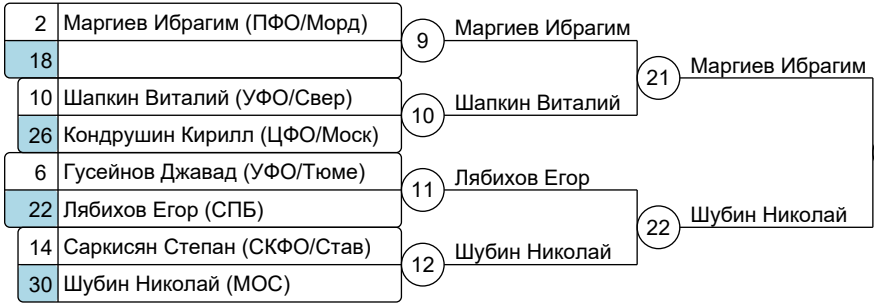 2 Маргиев Ибрагим (ПФО/Морд)
18
9 Маргиев Ибрагим
10 Шапкин Виталий (УФО/Свер)
26 Кондрушин Кирилл (ЦФО/Моск)
10 Шапкин Виталий
21 Маргиев Ибрагим
6 Гусейнов Джавад (УФО/Тюме)
22 Лябихов Егор (СПБ)
11 Лябихов Егор
14 Саркисян Степан (СКФО/Став)
30 Шубин Николай (МОС)
12 Шубин Николай
22 Шубин Николай